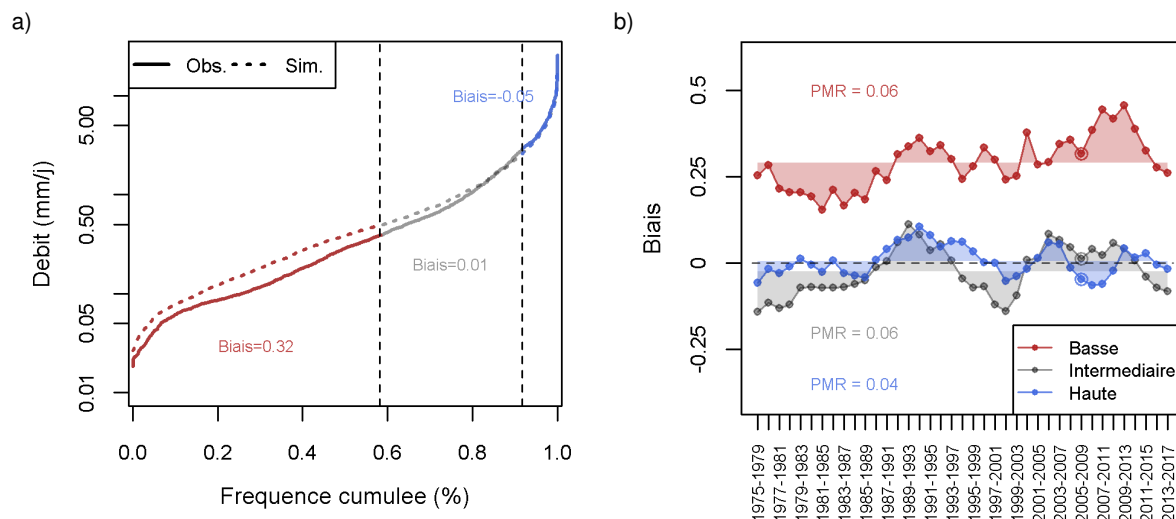 a)
Obs.
Sim.
Biais=-0.05
Biais=0.01
Biais=0.32
Debit (mm/j)
5.00
0.50
0.05
0.01
0.0
0.2
0.4
0.6
0.8
1.0
Frequence cumulee (%)
b)
PMR = 0.06
PMR = 0.06
PMR = 0.04
Biais
0.5
0.25
0
-0.25
Basse
Intermediaire
Haute
1975-1979
1977-1981
1979-1983
1981-1985
1983-1987
1985-1989
1987-1991
1989-1993
1991-1995
1993-1997
1995-1999
1997-2001
1999-2003
2001-2005
2003-2007
2005-2009
2007-2011
2009-2013
2011-2015
2013-2017